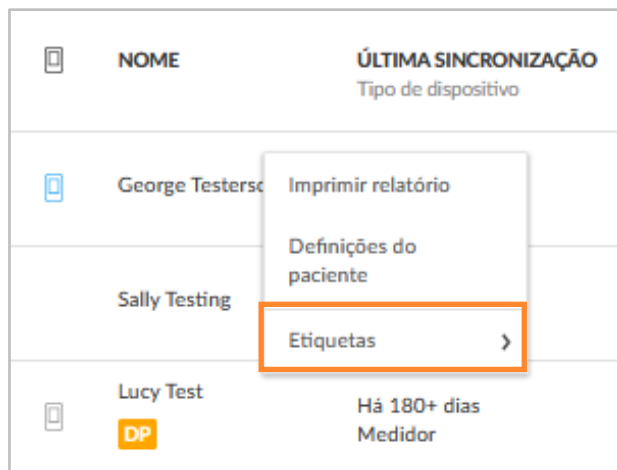 NOME
ÚLTIMA SINCRONIZAÇÃO
Tipo de dispositivo
George
Imprimir relatório
Definições do
paciente
Sally Testing
Etiquetas
Lucy Test
DP
Há 180+ dias
Medidor